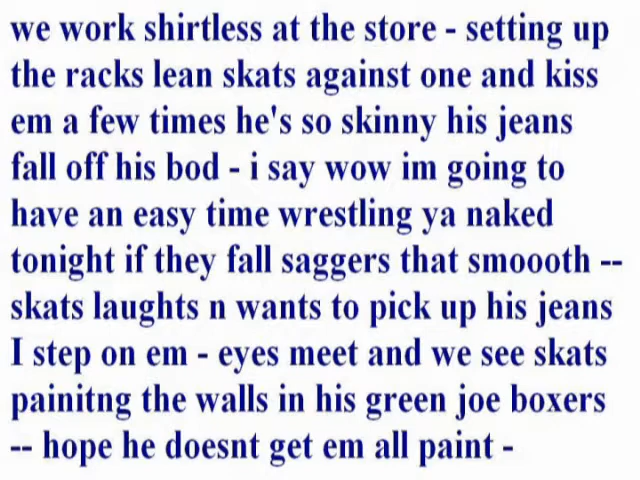 we work shirtless at the store - setting up
the racks lean skats against one and kiss
em a few times he's so skinny his jeans
fall off his bod - i say wow im going to
have an easy time wrestling ya naked
tonight if they fall saggers that smoooth --
skats laughts n wants to pick up his jeans
I step on em - eyes meet and we see skats
painitng the walls in his green joe boxers
-- hope he doesnt get em all paint -